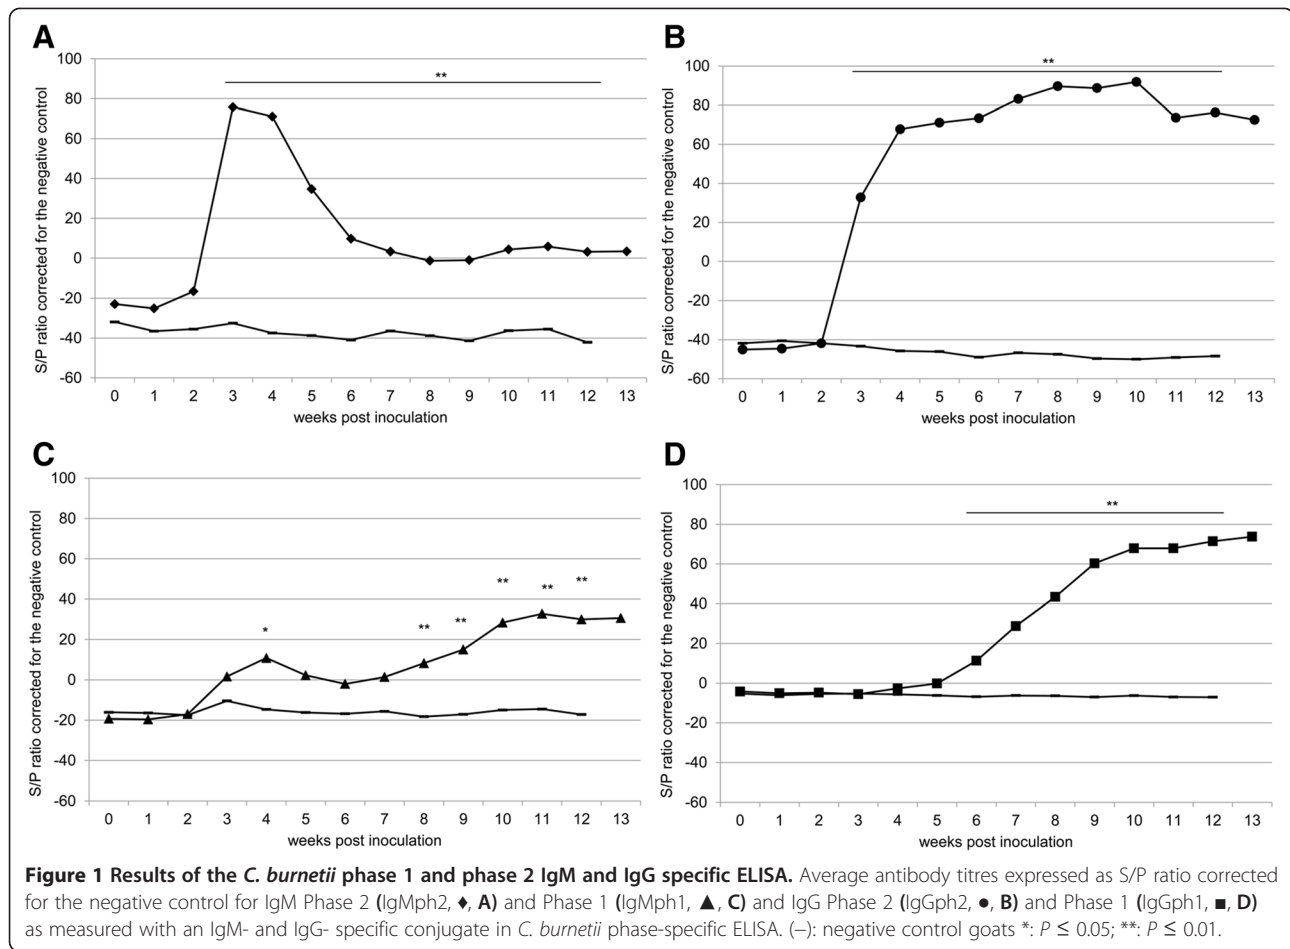 A
100
80
60
40
20
0
-20
-40
-60
S/P ratio corrected for the negative control
**
0 1 2 3 4 5 6 7 8 9 10 11 12 13
weeks post inoculation
B
100
80
60
40
20
0
-20
-40
-60
S/P ratio corrected for the negative control
**
0 1 2 3 4 5 6 7 8 9 10 11 12 13
weeks post inoculation
C
100
80
60
40
20
0
-20
-40
-60
S/P ratio corrected for the negative control
* ** ** ** ** **
0 1 2 3 4 5 6 7 8 9 10 11 12 13
weeks post inoculation
D
100
80
60
40
20
0
-20
-40
-60
S/P ratio corrected for the negative control
**
0 1 2 3 4 5 6 7 8 9 10 11 12 13
weeks post inoculation
Figure 1 Results of the C. burnetii phase 1 and phase 2 IgM and IgG specific ELISA. Average antibody titres expressed as S/P ratio corrected
for the negative control for IgM Phase 2 (IgMph2, ♦, A) and Phase 1 (IgMph1, ▲, C) and IgG Phase 2 (IgGph2, ●, B) and Phase 1 (IgGph1, ■, D)
as measured with an IgM- and IgG- specific conjugate in C. burnetii phase-specific ELISA. (−): negative control goats *: P ≤ 0.05; **: P ≤ 0.01.